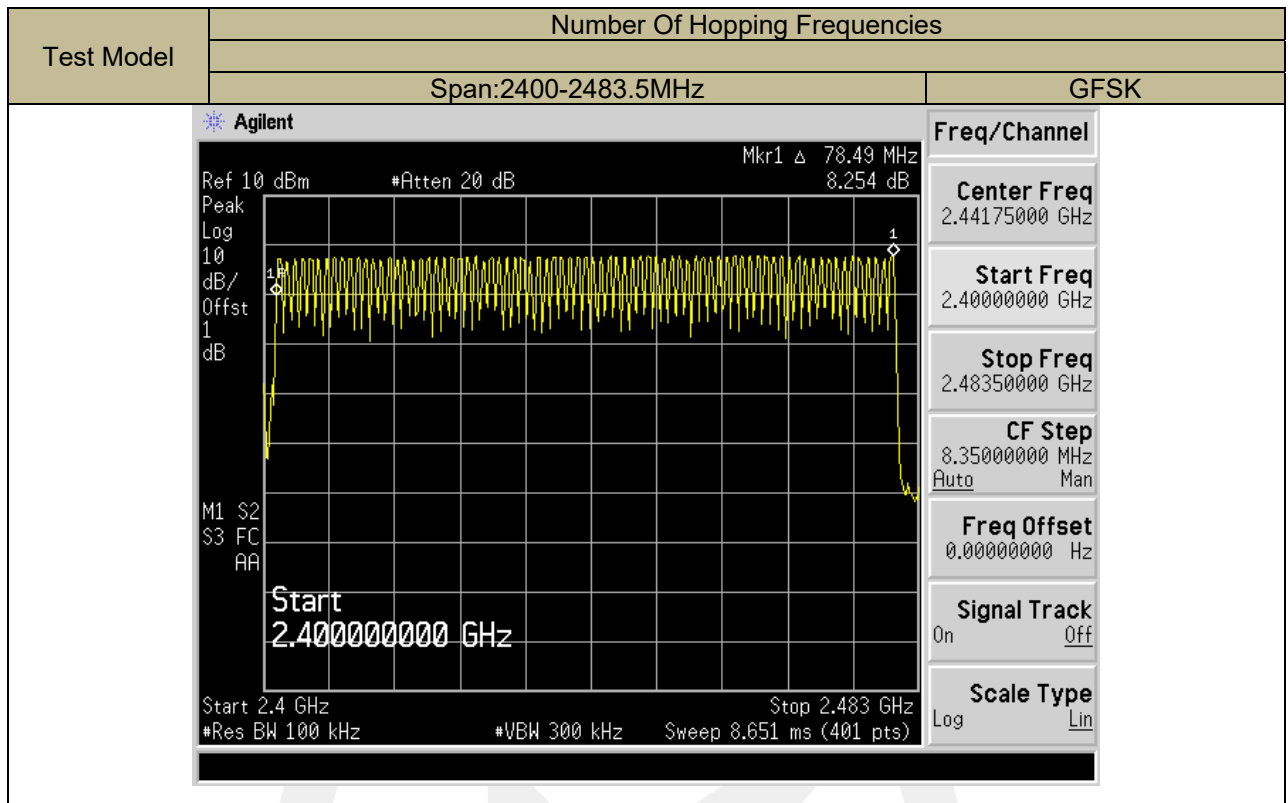 Test Model
Number Of Hopping Frequencies
Span:2400-2483.5MHz
GFSK
Agilent
Mkr1 Δ 78.49 MHz
Ref 10 dBm #Atten 20 dB 8.254 dB
Peak
Log
10
dB/
Offst
1
dB
1R
1
M1 S2
S3 FC
AA
Start
2.400000000 GHz
Start 2.4 GHz Stop 2.483 GHz
#Res BW 100 kHz #VBW 300 kHz Sweep 8.651 ms (401 pts)
Freq/Channel
Center Freq
2.44175000 GHz
Start Freq
2.40000000 GHz
Stop Freq
2.48350000 GHz
CF Step
8.35000000 MHz
Auto Man
Freq Offset
0.00000000 Hz
Signal Track
On Off
Scale Type
Log Lin